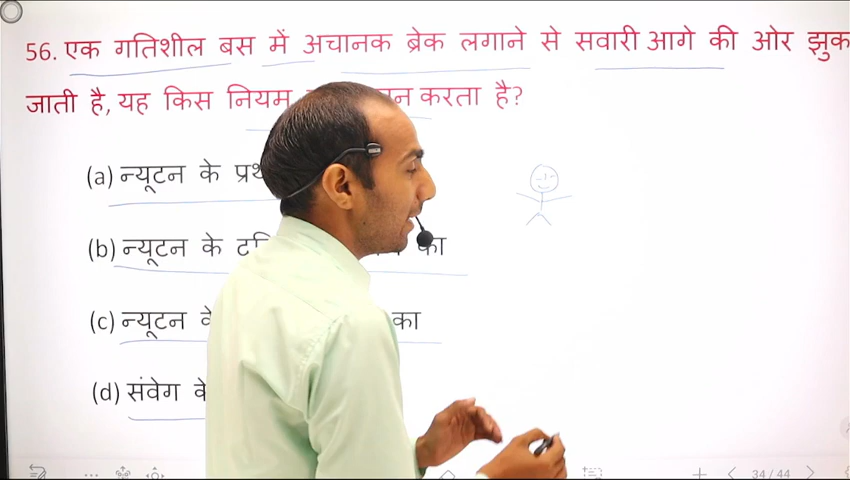 56. एक गतिशील बस में अचानक ब्रेक लगाने से सवारी आगे की ओर झुक
जाती है, यह किस नियम करता है?
(a) न्यूटन के
(b) न्यूटन के का
(c) न्यूटन का
(d) संवेग
34 / 44